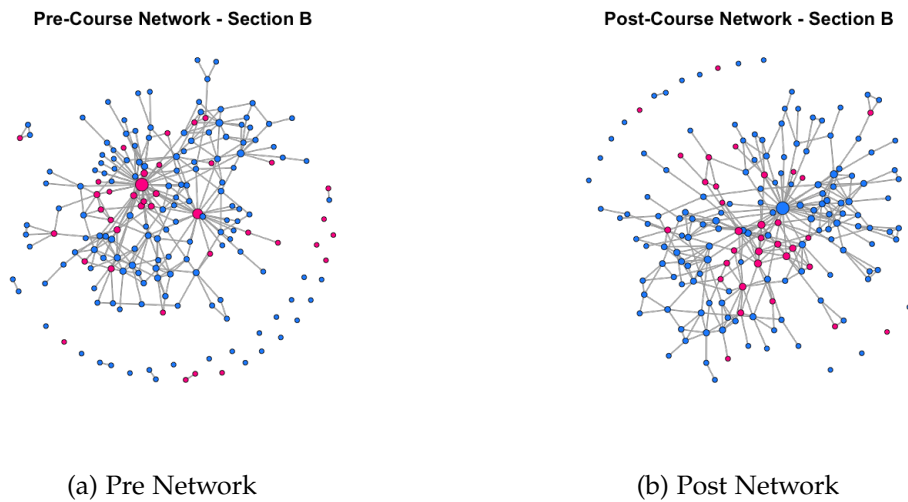 Pre-Course Network - Section B
Post-Course Network - Section B
(a) Pre Network
(b) Post Network